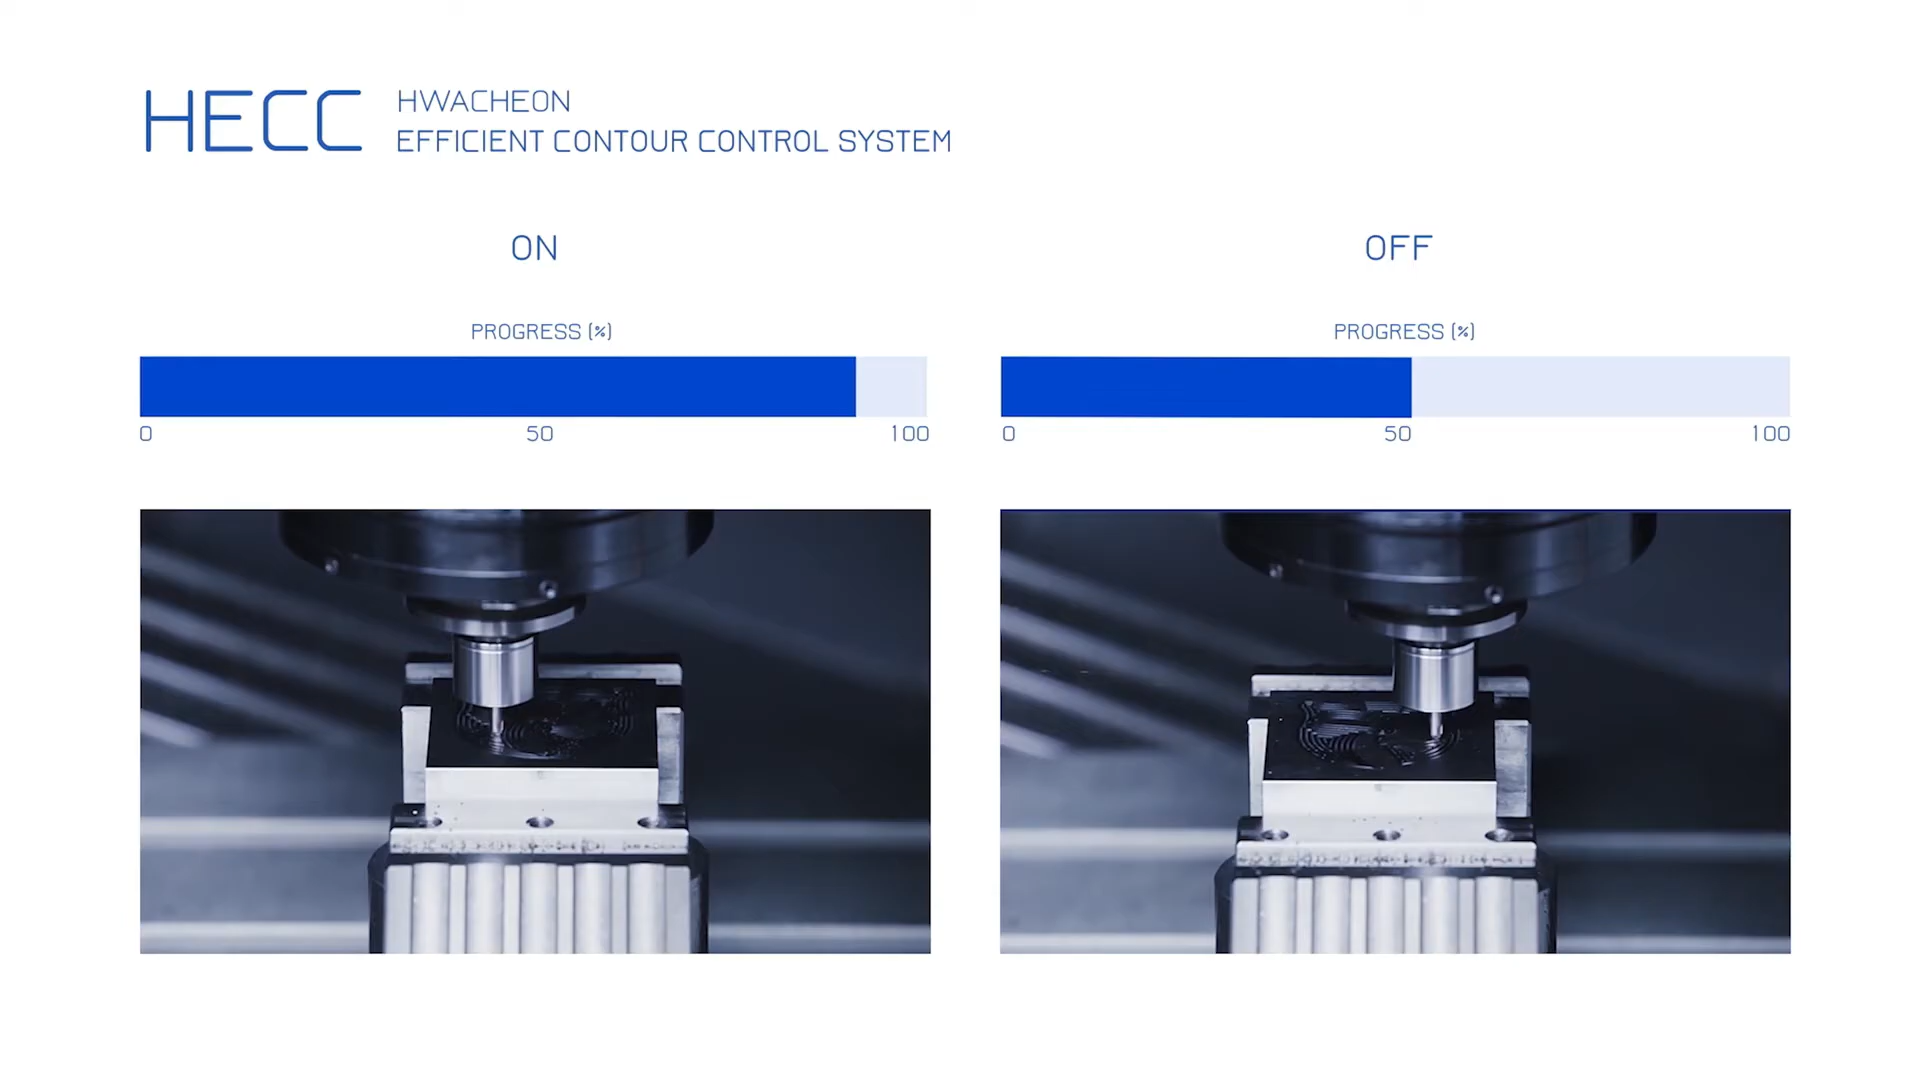 HECC
HWACHEON
EFFICIENT CONTOUR CONTROL SYSTEM
ON
PROGRESS (%)
0 50 100
OFF
PROGRESS (%)
0 50 100